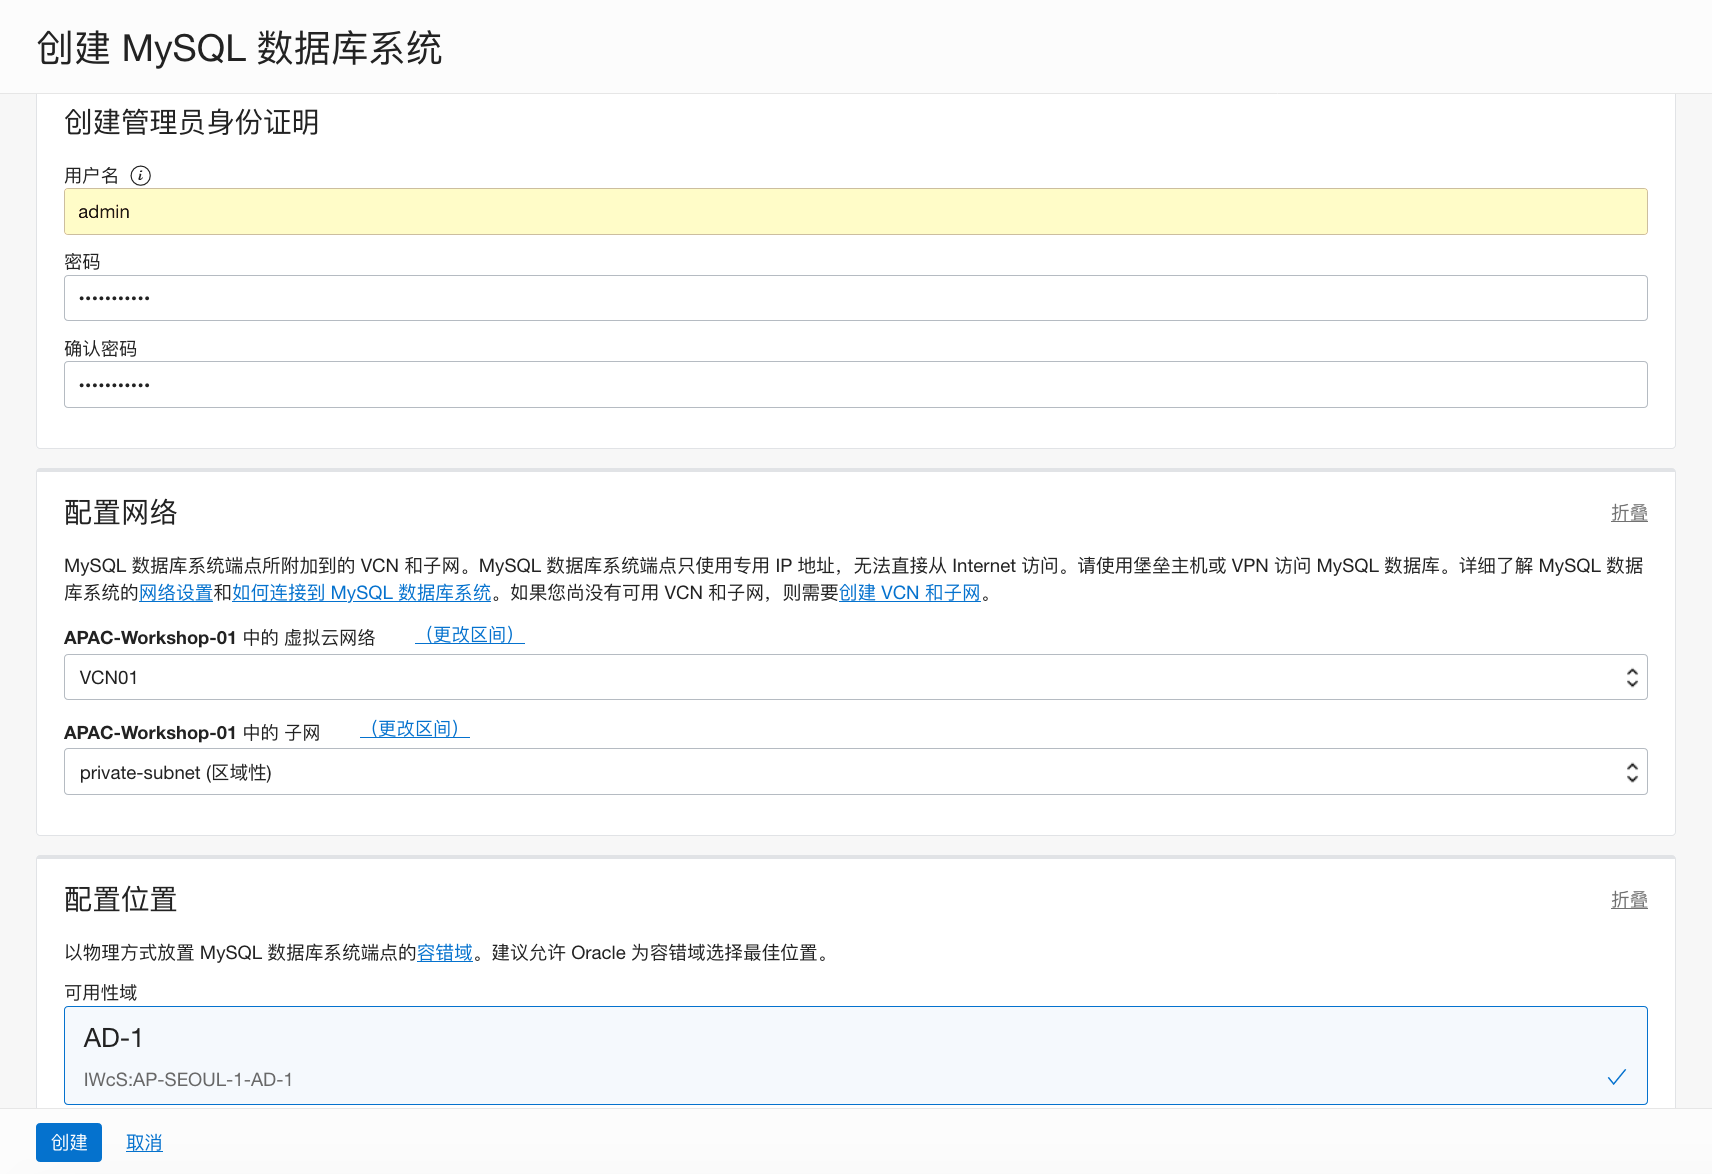 创建 MySQL 数据库系统
创建管理员身份证明
用户名
admin
密码
•••••••••••
确认密码
•••••••••••
配置网络
折叠
MySQL 数据库系统端点所附加到的 VCN 和子网。MySQL 数据库系统端点只使用专用 IP 地址，无法直接从 Internet 访问。请使用堡垒主机或 VPN 访问 MySQL 数据库。详细了解 MySQL 数据
库系统的网络设置和如何连接到 MySQL 数据库系统。如果您尚没有可用 VCN 和子网，则需要创建 VCN 和子网。
APAC-Workshop-01 中的 虚拟云网络 （更改区间）
VCN01
APAC-Workshop-01 中的 子网 （更改区间）
private-subnet (区域性)
配置位置
折叠
以物理方式放置 MySQL 数据库系统端点的容错域。建议允许 Oracle 为容错域选择最佳位置。
可用性域
AD-1
IWcS:AP-SEOUL-1-AD-1
创建 取消